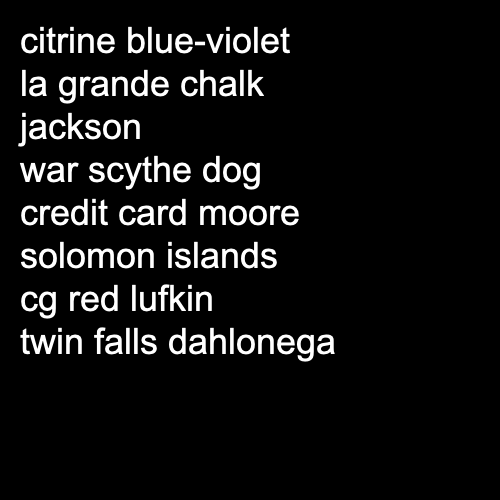 citrine blue-violet
la grande chalk
jackson
war scythe dog
credit card moore
solomon islands
cg red lufkin
twin falls dahlonega